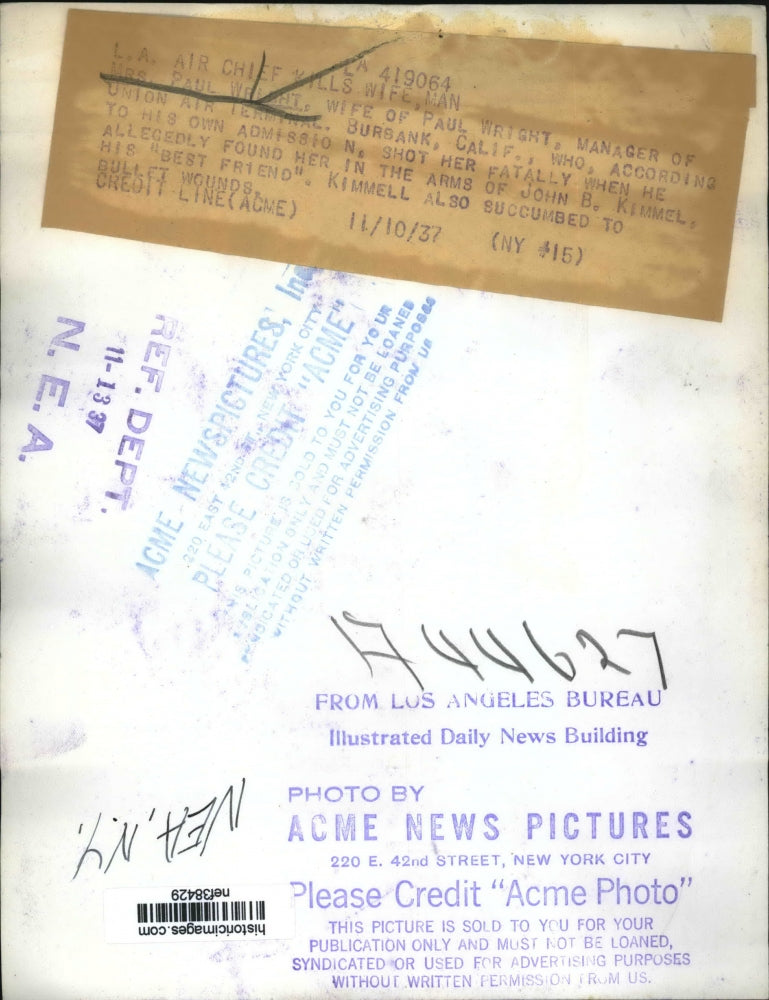 LA 419064
L.A. AIR CHIEF KILLS WIFE, MAN
MRS. PAUL WRIGHT, WIFE OF PAUL WRIGHT, MANAGER OF
UNION AIR TERMINAL, BURBANK, CALIF., WHO, ACCORDING
TO HIS OWN ADMISSION, SHOT HER FATALLY WHEN HE
ALLEGEDLY FOUND HER IN THE ARMS OF JOHN B. KIMMEL,
HIS "BEST FRIEND". KIMMELL ALSO SUCCUMBED TO
BULLET WOUNDS.
CREDIT LINE(ACME) 11/10/37 (NY #15)
REF. DEPT.
11-13 37
N. E. A.
ACME NEWSPICTURES, Inc
220 EAST 42ND ST. NEW YORK CITY
PLEASE CREDIT "ACME"
THIS PICTURE IS SOLD TO YOU FOR YOUR
PUBLICATION ONLY AND MUST NOT BE LOANED
SYNDICATED OR USED FOR ADVERTISING PURPOSES
WITHOUT WRITTEN PERMISSION FROM US
744627
FROM LOS ANGELES BUREAU
Illustrated Daily News Building
NEA, N.Y.
PHOTO BY
ACME NEWS PICTURES
220 E. 42nd STREET, NEW YORK CITY
Please Credit "Acme Photo"
THIS PICTURE IS SOLD TO YOU FOR YOUR
PUBLICATION ONLY AND MUST NOT BE LOANED,
SYNDICATED OR USED FOR ADVERTISING PURPOSES
WITHOUT WRITTEN PERMISSION FROM US.
historicimages.com
nef38429